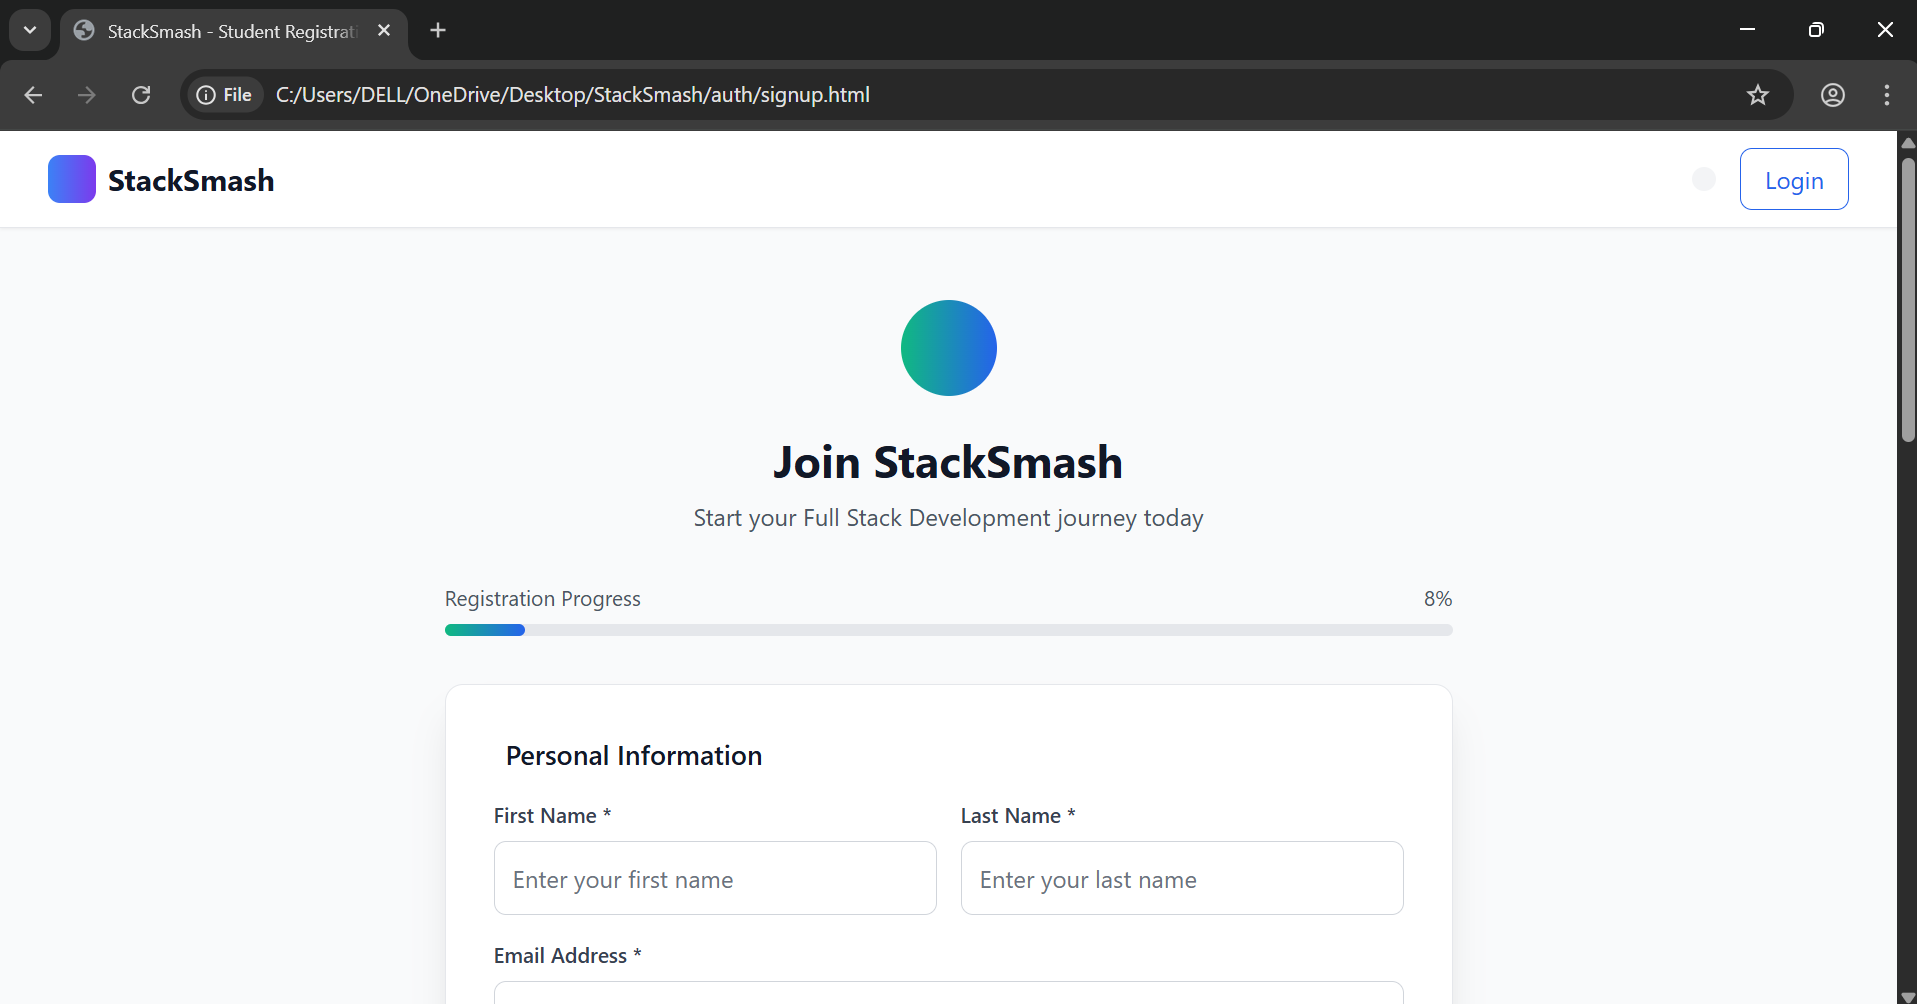 StackSmash - Student Registrati
File
C:/Users/DELL/OneDrive/Desktop/StackSmash/auth/signup.html
StackSmash
Login
Join StackSmash
Start your Full Stack Development journey today
Registration Progress
8%
Personal Information
First Name *
Last Name *
Enter your first name
Enter your last name
Email Address *